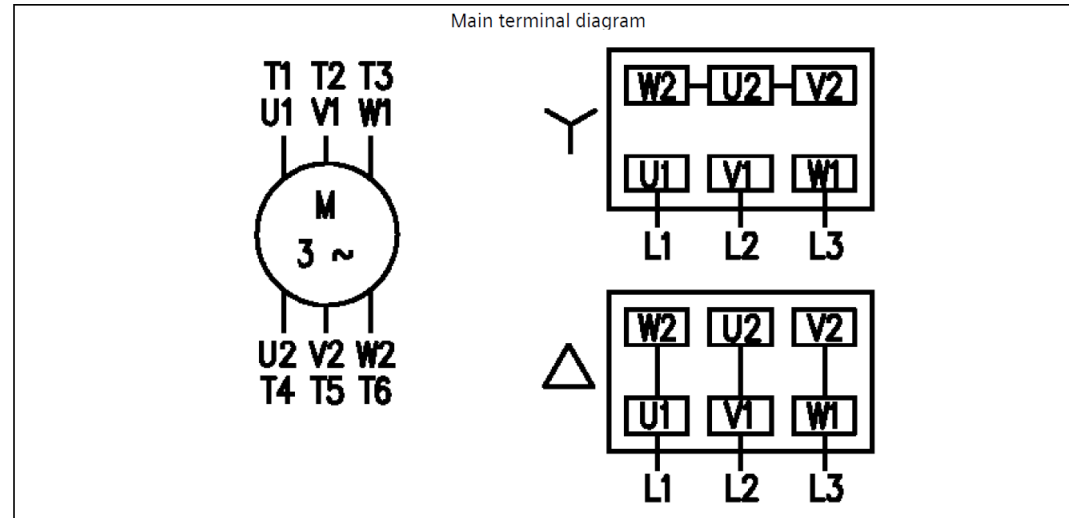 Main terminal diagram
T1 T2 T3
U1 V1 W1
M
3 ~
U2 V2 W2
T4 T5 T6
W2 U2 V2
U1 V1 W1
L1 L2 L3
W2 U2 V2
U1 V1 W1
L1 L2 L3